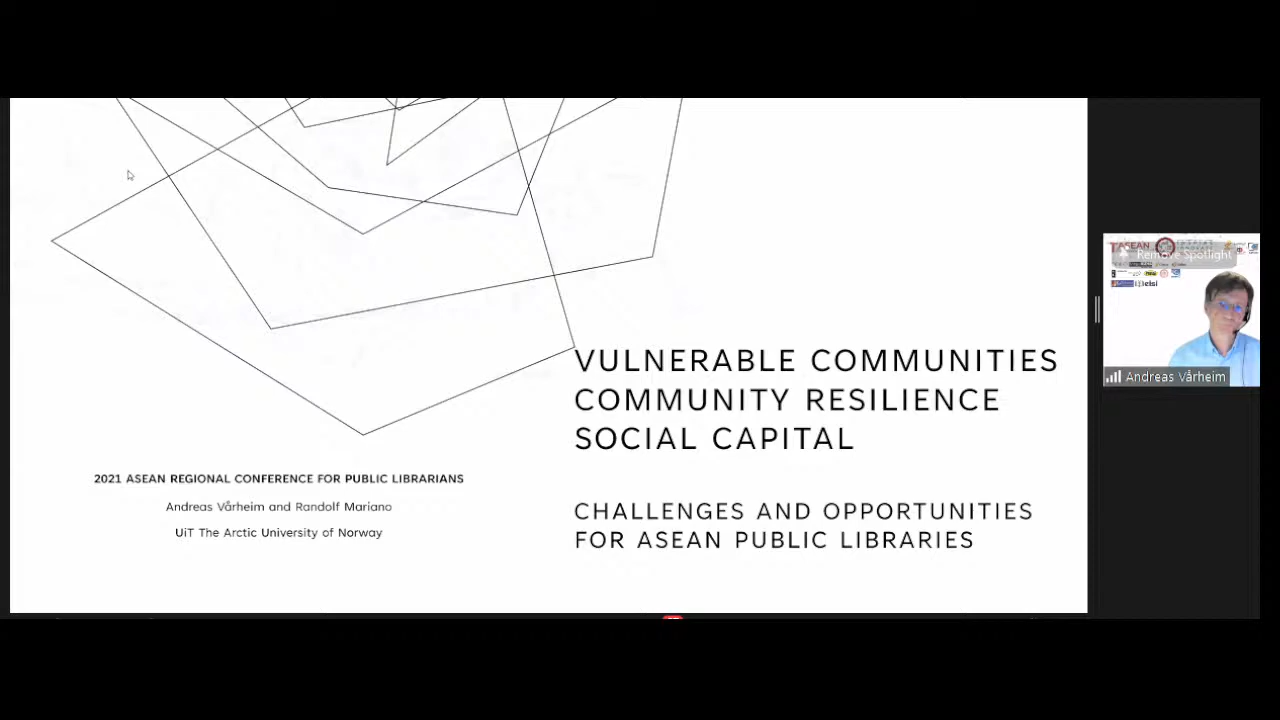 VULNERABLE COMMUNITIES
COMMUNITY RESILIENCE
SOCIAL CAPITAL
CHALLENGES AND OPPORTUNITIES
FOR ASEAN PUBLIC LIBRARIES
2021 ASEAN REGIONAL CONFERENCE FOR PUBLIC LIBRARIANS
Andreas Vårheim and Randolf Mariano
UiT The Arctic University of Norway
ASEAN
Remove Spotlight
Andreas Vårheim